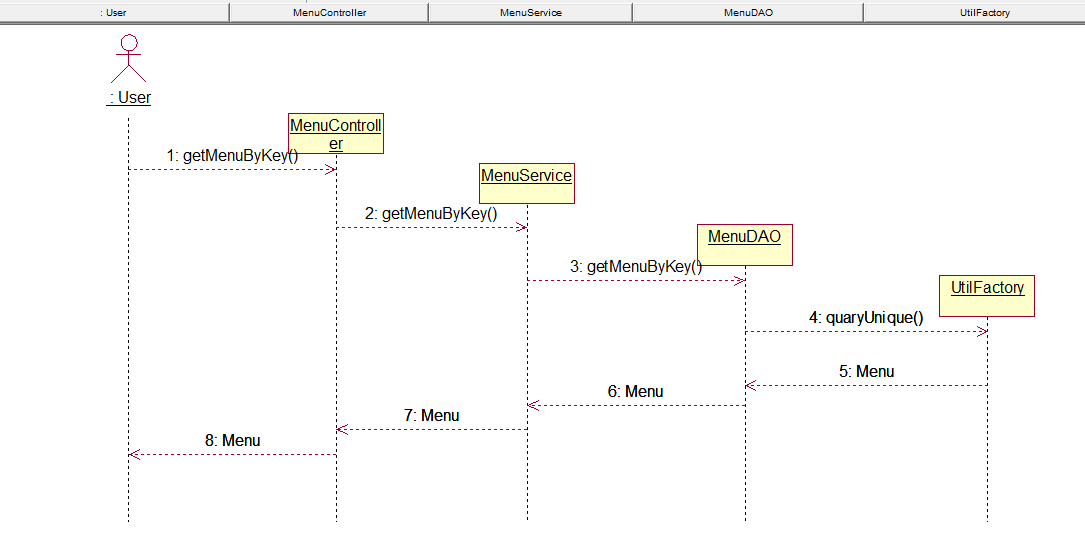 : User MenuController MenuService MenuDAO UtilFactory
: User
MenuControll
er
1: getMenuByKey()
MenuService
2: getMenuByKey()
MenuDAO
3: getMenuByKey()
UtilFactory
4: quaryUnique()
5: Menu
6: Menu
7: Menu
8: Menu